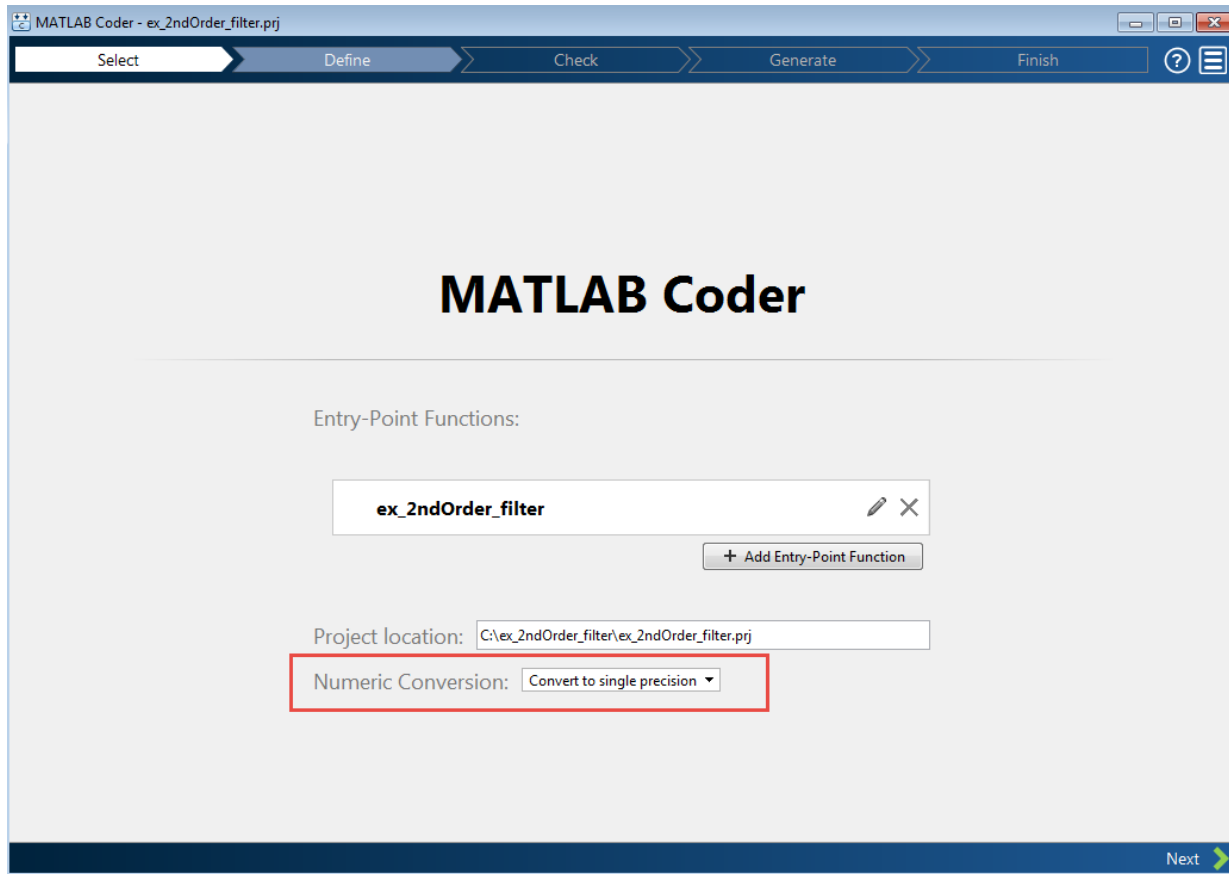 MATLAB Coder - ex_2ndOrder_filter.prj
Select Define Check Generate Finish ?
MATLAB Coder
Entry-Point Functions:
ex_2ndOrder_filter
+ Add Entry-Point Function
Project location: C:\ex_2ndOrder_filter\ex_2ndOrder_filter.prj
Numeric Conversion: Convert to single precision
Next